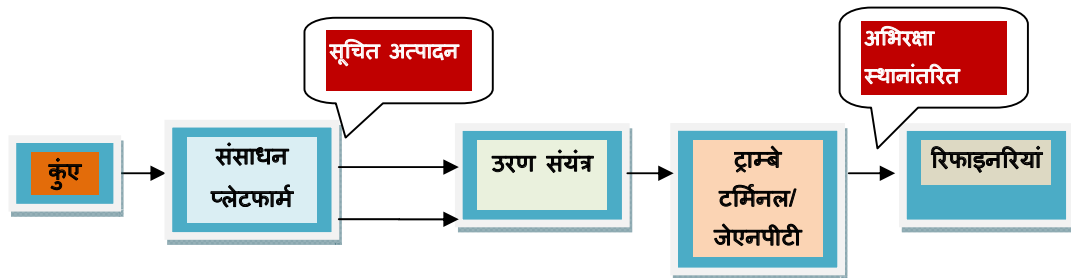 सूचित अत्पादन
अभिरक्षा
स्थानांतरित
कुंए
संसाधन
प्लेटफार्म
उरण संयंत्र
ट्राम्बे
टर्मिनल/
जेएनपीटी
रिफाइनरियां